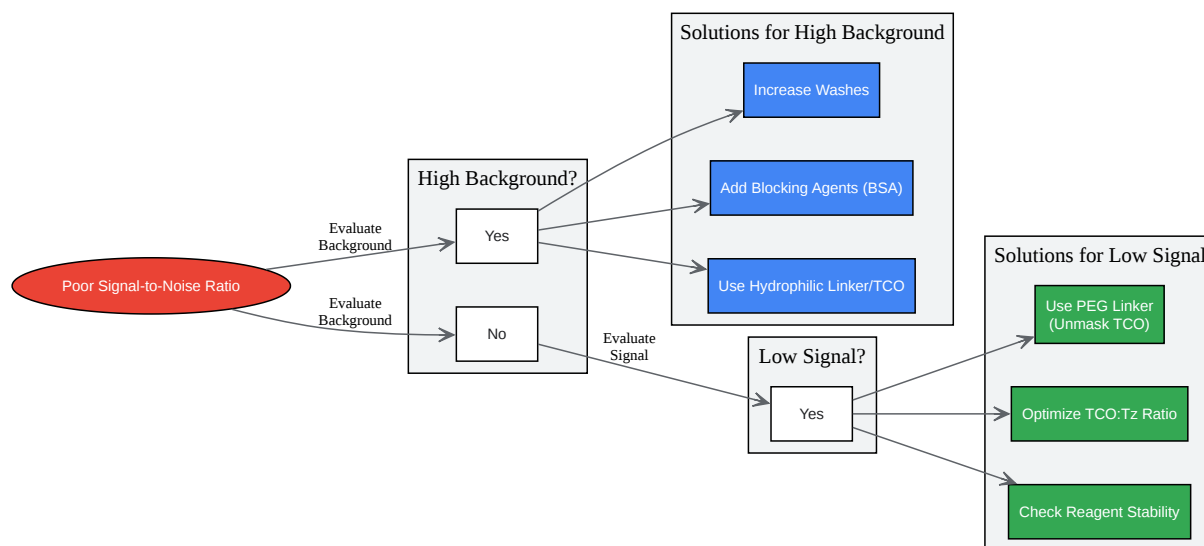 Poor Signal-to-Noise Ratio
Evaluate
Background
Evaluate
Background
High Background?
Yes
No
Solutions for High Background
Increase Washes
Add Blocking Agents (BSA)
Use Hydrophilic Linker/TCO
Evaluate
Signal
Low Signal?
Yes
Solutions for Low Signal
Use PEG Linker
(Unmask TCO)
Optimize TCO:Tz Ratio
Check Reagent Stability